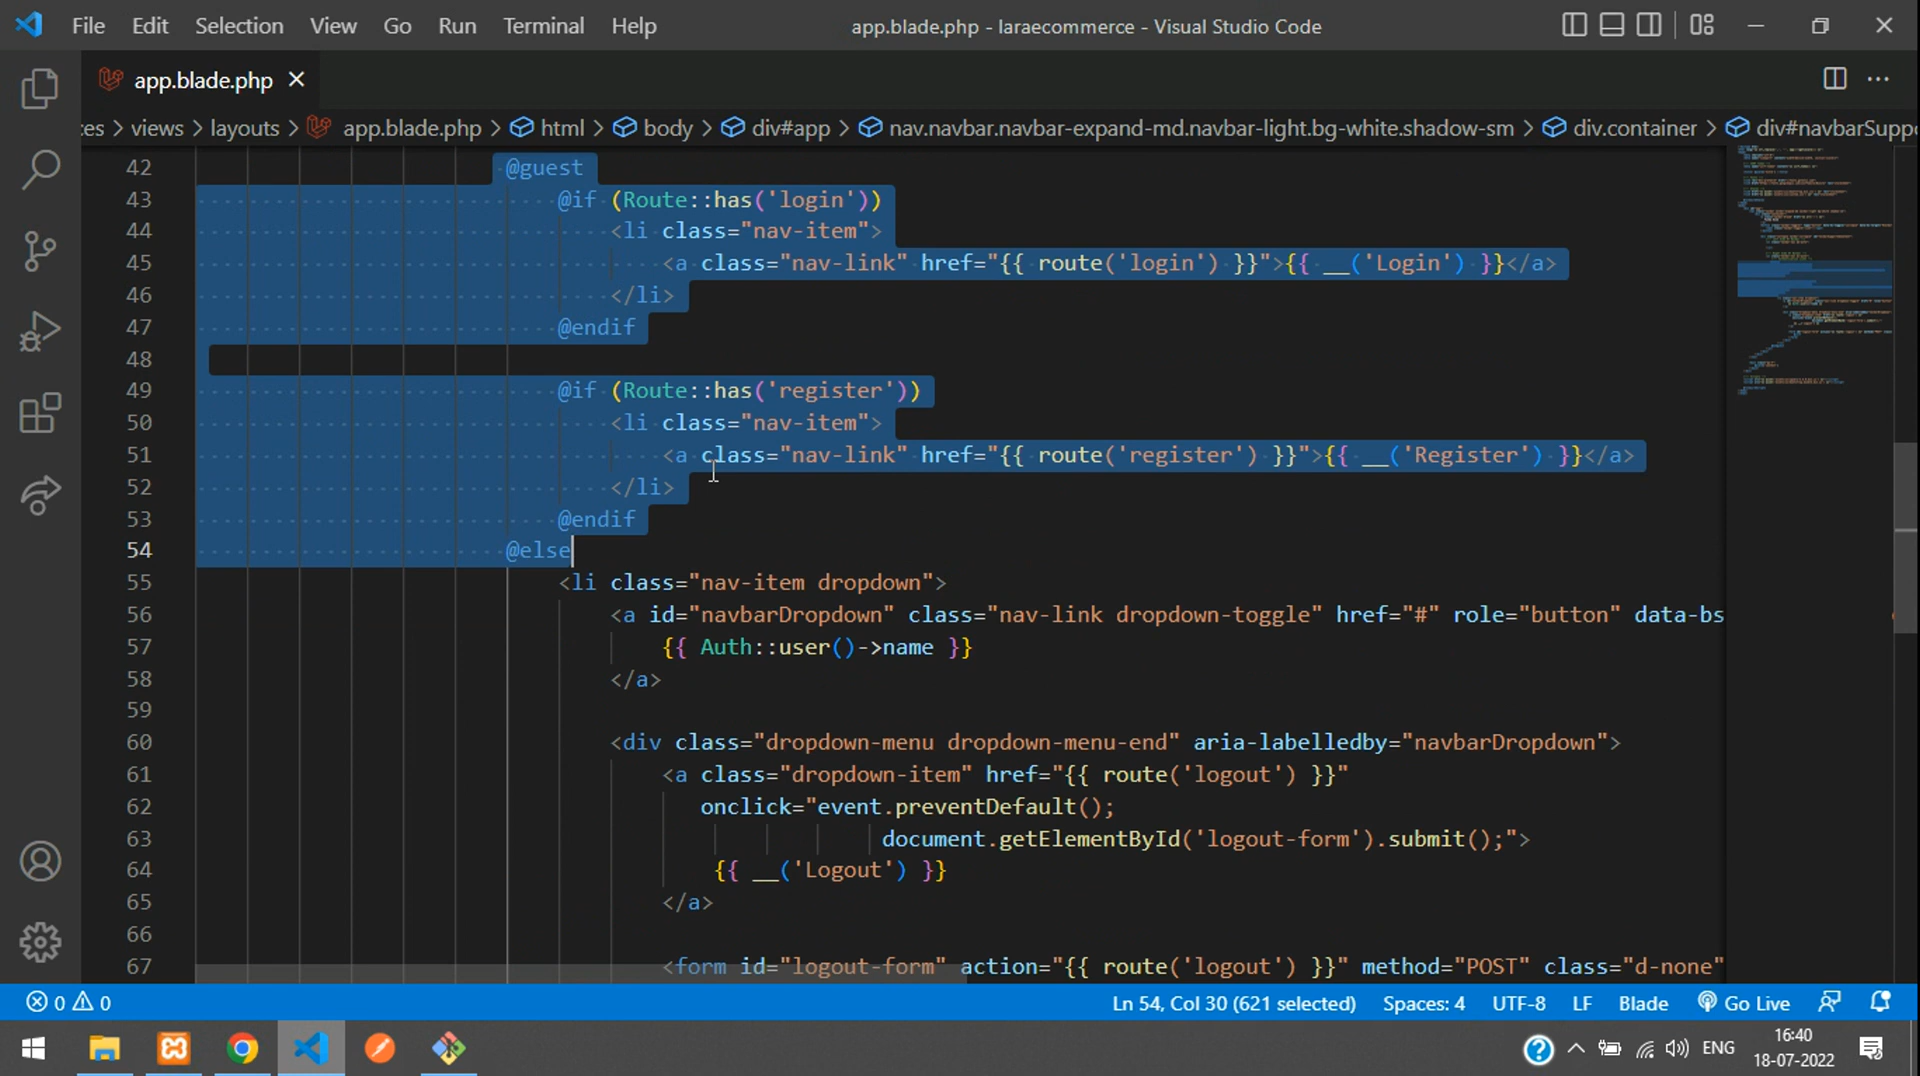 File Edit Selection View Go Run Terminal Help
app.blade.php - laraecommerce - Visual Studio Code
app.blade.php
ces > views > layouts > app.blade.php > html > body > div#app > nav.navbar.navbar-expand-md.navbar-light.bg-white.shadow-sm > div.container > div#navbarSuppo
42 @guest
43 @if (Route::has('login'))
44 <li class="nav-item">
45 <a class="nav-link" href="{{ route('login') }}">{{ __('Login') }}</a>
46 </li>
47 @endif
48
49 @if (Route::has('register'))
50 <li class="nav-item">
51 <a class="nav-link" href="{{ route('register') }}">{{ __('Register') }}</a>
52 </li>
53 @endif
54 @else
55 <li class="nav-item dropdown">
56 <a id="navbarDropdown" class="nav-link dropdown-toggle" href="#" role="button" data-bs
57 {{ Auth::user()->name }}
58 </a>
59
60 <div class="dropdown-menu dropdown-menu-end" aria-labelledby="navbarDropdown">
61 <a class="dropdown-item" href="{{ route('logout') }}"
62 onclick="event.preventDefault();
63 document.getElementById('logout-form').submit();">
64 {{ __('Logout') }}
65 </a>
66
67 <form id="logout-form" action="{{ route('logout') }}" method="POST" class="d-none"
0 0 Ln 54, Col 30 (621 selected) Spaces: 4 UTF-8 LF Blade Go Live
ENG
16:40
18-07-2022